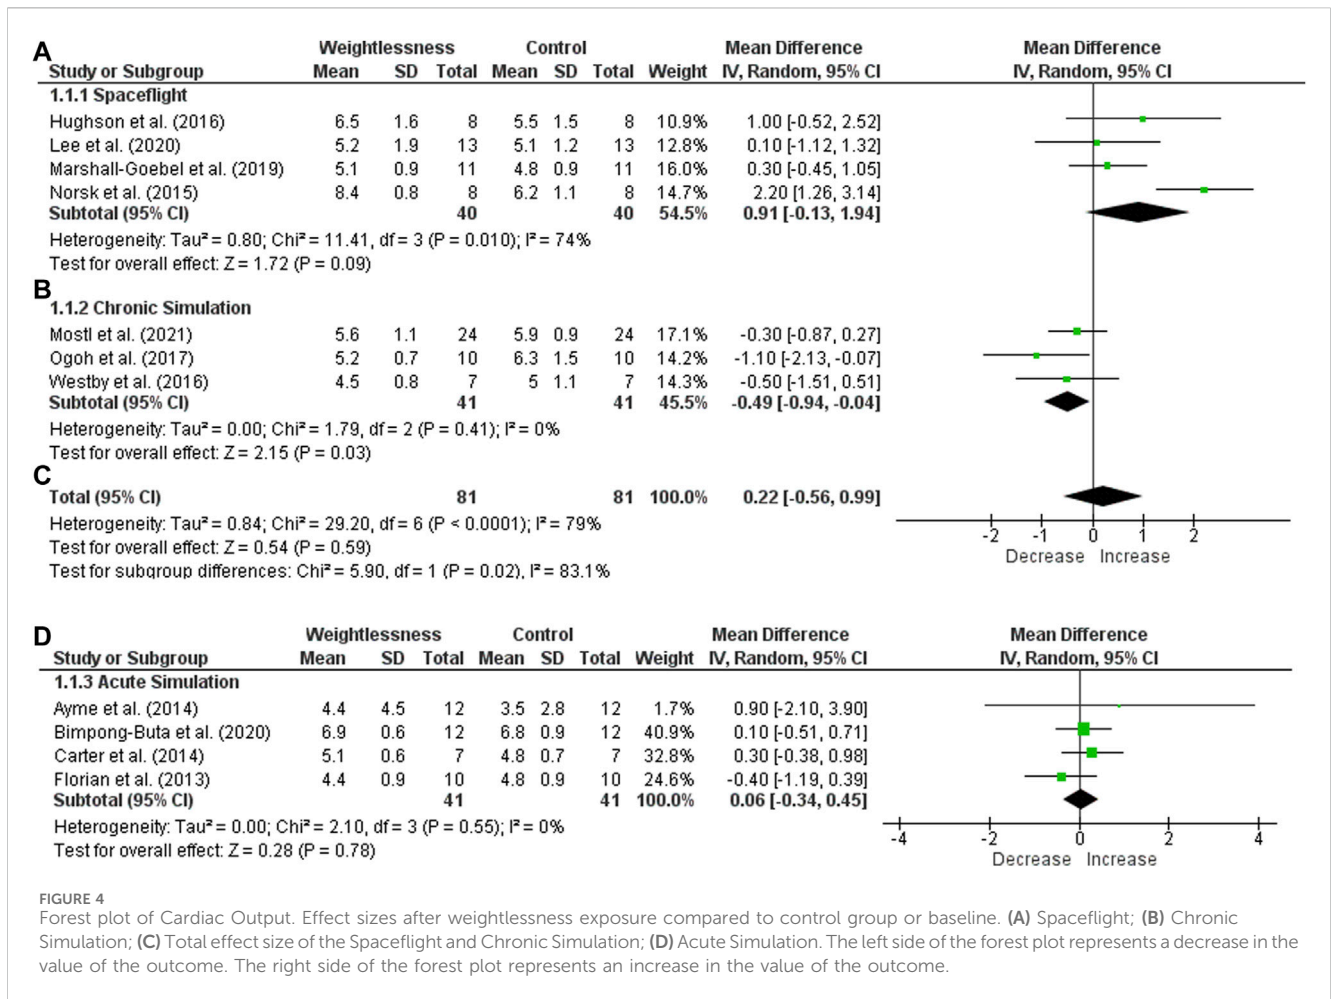 A
Weightlessness Control Mean Difference Mean Difference
Study or Subgroup Mean SD Total Mean SD Total Weight IV, Random, 95% CI IV, Random, 95% CI
1.1.1 Spaceflight
Hughson et al. (2016) 6.5 1.6 8 5.5 1.5 8 10.9% 1.00 [-0.52, 2.52]
Lee et al. (2020) 5.2 1.9 13 5.1 1.2 13 12.8% 0.10 [-1.12, 1.32]
Marshall-Goebel et al. (2019) 5.1 0.9 11 4.8 0.9 11 16.0% 0.30 [-0.45, 1.05]
Norsk et al. (2015) 8.4 0.8 8 6.2 1.1 8 14.7% 2.20 [1.26, 3.14]
Subtotal (95% CI) 40 40 54.5% 0.91 [-0.13, 1.94]
Heterogeneity: Tau² = 0.80; Chi² = 11.41, df = 3 (P = 0.010); I² = 74%
Test for overall effect: Z = 1.72 (P = 0.09)
B
1.1.2 Chronic Simulation
Mostl et al. (2021) 5.6 1.1 24 5.9 0.9 24 17.1% -0.30 [-0.87, 0.27]
Ogoh et al. (2017) 5.2 0.7 10 6.3 1.5 10 14.2% -1.10 [-2.13, -0.07]
Westby et al. (2016) 4.5 0.8 7 5 1.1 7 14.3% -0.50 [-1.51, 0.51]
Subtotal (95% CI) 41 41 45.5% -0.49 [-0.94, -0.04]
Heterogeneity: Tau² = 0.00; Chi² = 1.79, df = 2 (P = 0.41); I² = 0%
Test for overall effect: Z = 2.15 (P = 0.03)
C
Total (95% CI) 81 81 100.0% 0.22 [-0.56, 0.99]
Heterogeneity: Tau² = 0.84; Chi² = 29.20, df = 6 (P < 0.0001); I² = 79%
Test for overall effect: Z = 0.54 (P = 0.59)
Test for subgroup differences: Chi² = 5.90, df = 1 (P = 0.02), I² = 83.1%
-2 -1 0 1 2
Decrease Increase
D
Weightlessness Control Mean Difference Mean Difference
Study or Subgroup Mean SD Total Mean SD Total Weight IV, Random, 95% CI IV, Random, 95% CI
1.1.3 Acute Simulation
Ayme et al. (2014) 4.4 4.5 12 3.5 2.8 12 1.7% 0.90 [-2.10, 3.90]
Bimpong-Buta et al. (2020) 6.9 0.6 12 6.8 0.9 12 40.9% 0.10 [-0.51, 0.71]
Carter et al. (2014) 5.1 0.6 7 4.8 0.7 7 32.8% 0.30 [-0.38, 0.98]
Florian et al. (2013) 4.4 0.9 10 4.8 0.9 10 24.6% -0.40 [-1.19, 0.39]
Subtotal (95% CI) 41 41 100.0% 0.06 [-0.34, 0.45]
Heterogeneity: Tau² = 0.00; Chi² = 2.10, df = 3 (P = 0.55); I² = 0%
Test for overall effect: Z = 0.28 (P = 0.78)
-4 -2 0 2 4
Decrease Increase
FIGURE 4
Forest plot of Cardiac Output. Effect sizes after weightlessness exposure compared to control group or baseline. (A) Spaceflight; (B) Chronic
Simulation; (C) Total effect size of the Spaceflight and Chronic Simulation; (D) Acute Simulation. The left side of the forest plot represents a decrease in the
value of the outcome. The right side of the forest plot represents an increase in the value of the outcome.